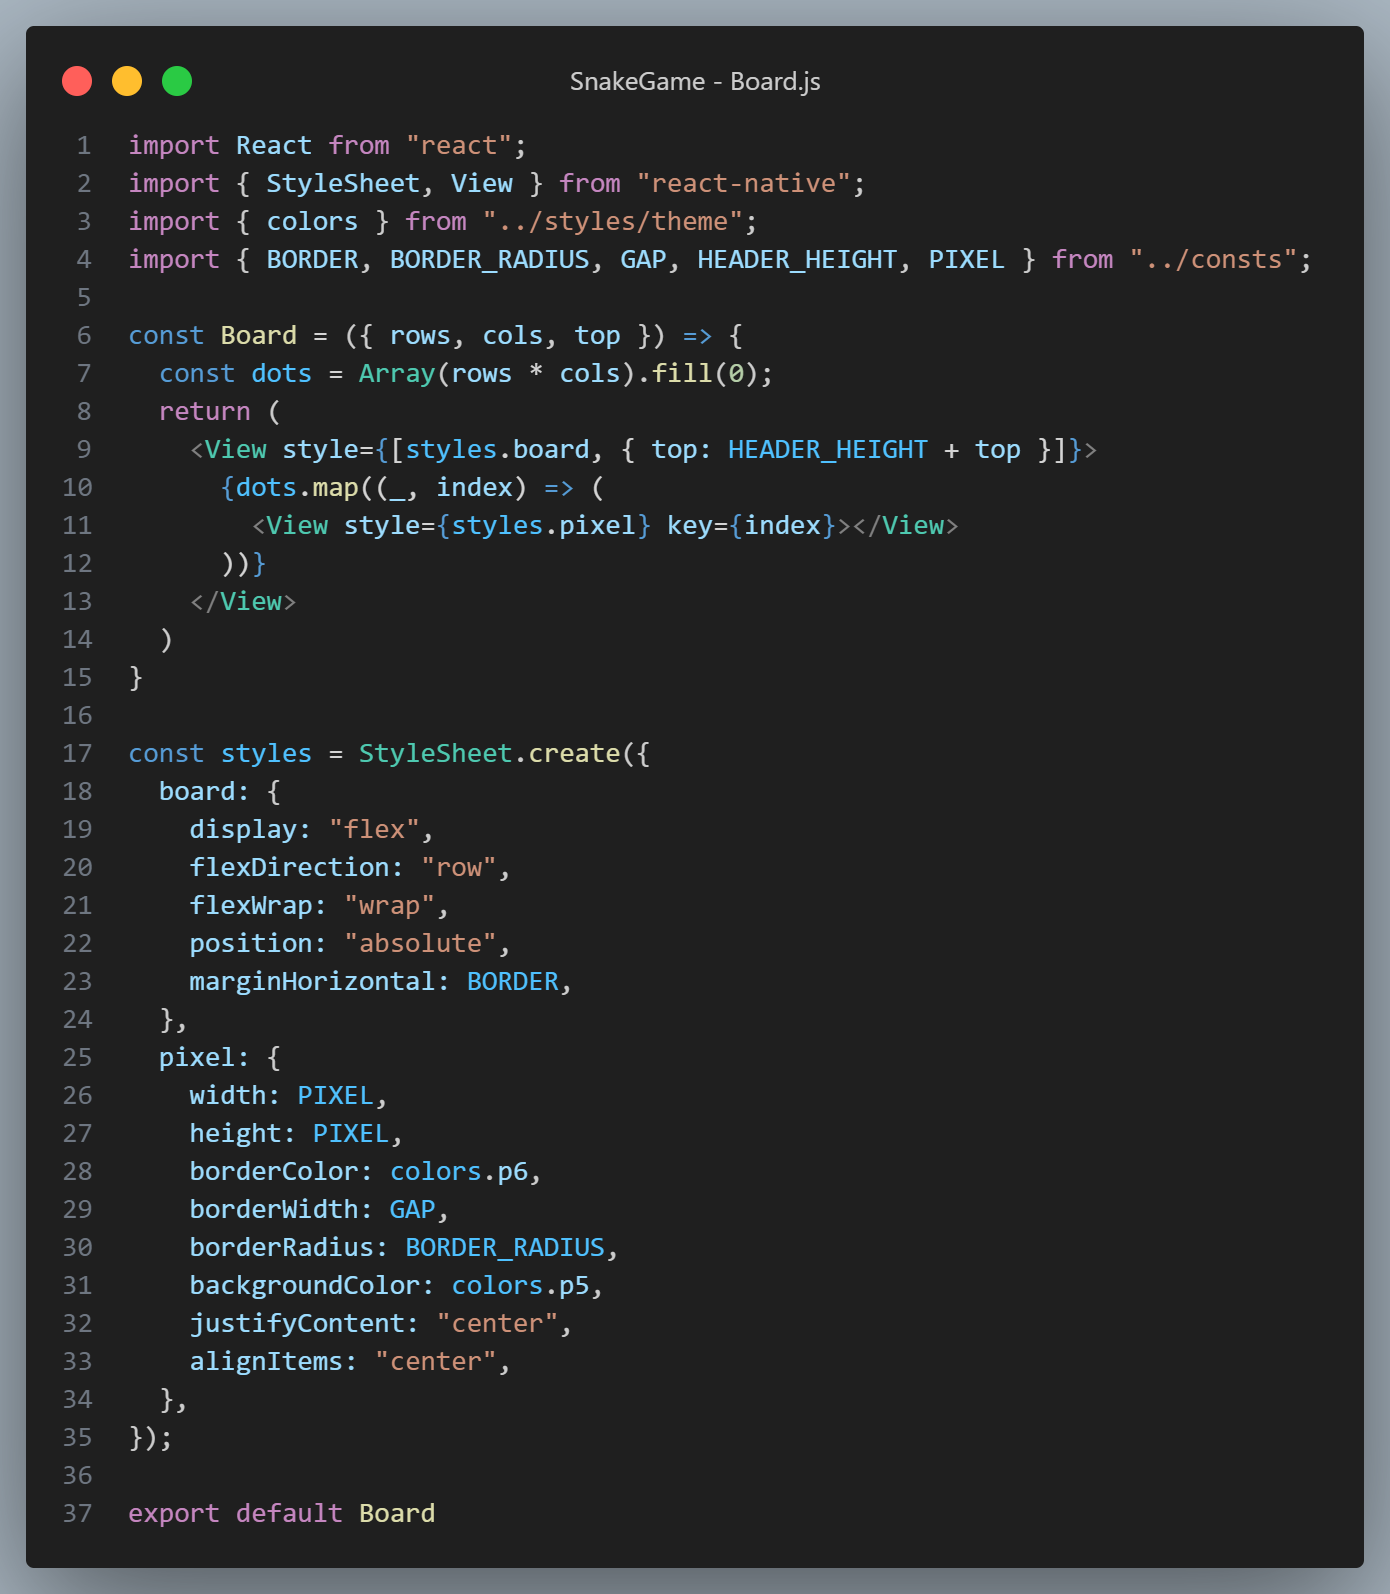 SnakeGame - Board.js
1 import React from "react";
2 import { StyleSheet, View } from "react-native";
3 import { colors } from "../styles/theme";
4 import { BORDER, BORDER_RADIUS, GAP, HEADER_HEIGHT, PIXEL } from "../consts";
5
6 const Board = ({ rows, cols, top }) => {
7   const dots = Array(rows * cols).fill(0);
8   return (
9     <View style={[styles.board, { top: HEADER_HEIGHT + top }]}>
10       {dots.map((_, index) => (
11         <View style={styles.pixel} key={index}></View>
12       ))}
13     </View>
14   )
15 }
16
17 const styles = StyleSheet.create({
18   board: {
19     display: "flex",
20     flexDirection: "row",
21     flexWrap: "wrap",
22     position: "absolute",
23     marginHorizontal: BORDER,
24   },
25   pixel: {
26     width: PIXEL,
27     height: PIXEL,
28     borderColor: colors.p6,
29     borderWidth: GAP,
30     borderRadius: BORDER_RADIUS,
31     backgroundColor: colors.p5,
32     justifyContent: "center",
33     alignItems: "center",
34   },
35 });
36
37 export default Board